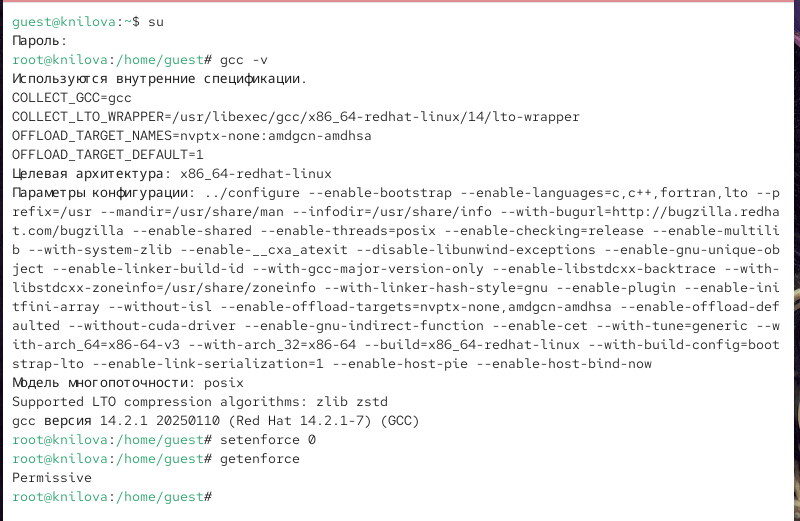 guest@knilova:~$ su
Пароль:
root@knilova:/home/guest# gcc -v
Используются внутренние спецификации.
COLLECT_GCC=gcc
COLLECT_LTO_WRAPPER=/usr/libexec/gcc/x86_64-redhat-linux/14/lto-wrapper
OFFLOAD_TARGET_NAMES=nvptx-none:amdgcn-amdhsa
OFFLOAD_TARGET_DEFAULT=1
Целевая архитектура: x86_64-redhat-linux
Параметры конфигурации: ../configure --enable-bootstrap --enable-languages=c,c++,fortran,lto --p
refix=/usr --mandir=/usr/share/man --infodir=/usr/share/info --with-bugurl=http://bugzilla.redha
t.com/bugzilla --enable-shared --enable-threads=posix --enable-checking=release --enable-multili
b --with-system-zlib --enable-__cxa_atexit --disable-libunwind-exceptions --enable-gnu-unique-ob
ject --enable-linker-build-id --with-gcc-major-version-only --enable-libstdcxx-backtrace --with-
libstdcxx-zoneinfo=/usr/share/zoneinfo --with-linker-hash-style=gnu --enable-plugin --enable-ini
tfini-array --without-isl --enable-offload-targets=nvptx-none,amdgcn-amdhsa --enable-offload-def
aulted --without-cuda-driver --enable-gnu-indirect-function --enable-cet --with-tune=generic --w
ith-arch_64=x86-64-v3 --with-arch_32=x86-64 --build=x86_64-redhat-linux --with-build-config=boot
strap-lto --enable-link-serialization=1 --enable-host-pie --enable-host-bind-now
Модель многопоточности: posix
Supported LTO compression algorithms: zlib zstd
gcc версия 14.2.1 20250110 (Red Hat 14.2.1-7) (GCC)
root@knilova:/home/guest# setenforce 0
root@knilova:/home/guest# getenforce
Permissive
root@knilova:/home/guest#